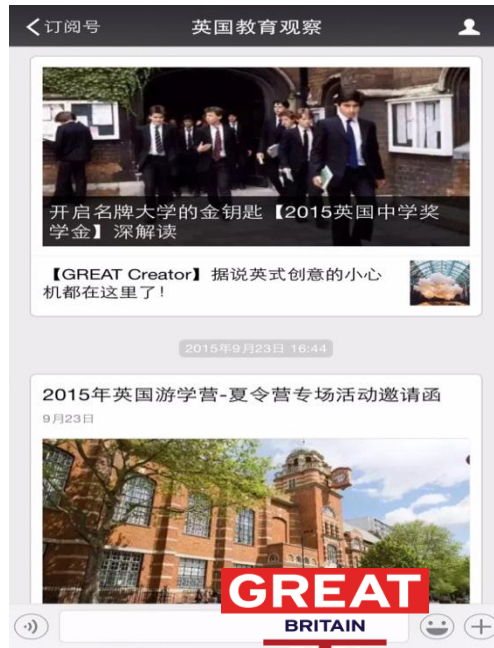 订阅号
英国教育观察
开启名牌大学的金钥匙【2015英国中学奖
学金】深解读
【GREAT Creator】据说英式创意的小心
机都在这里了！
2015年9月23日 16:44
2015年英国游学营-夏令营专场活动邀请函
9月23日
GREAT
BRITAIN